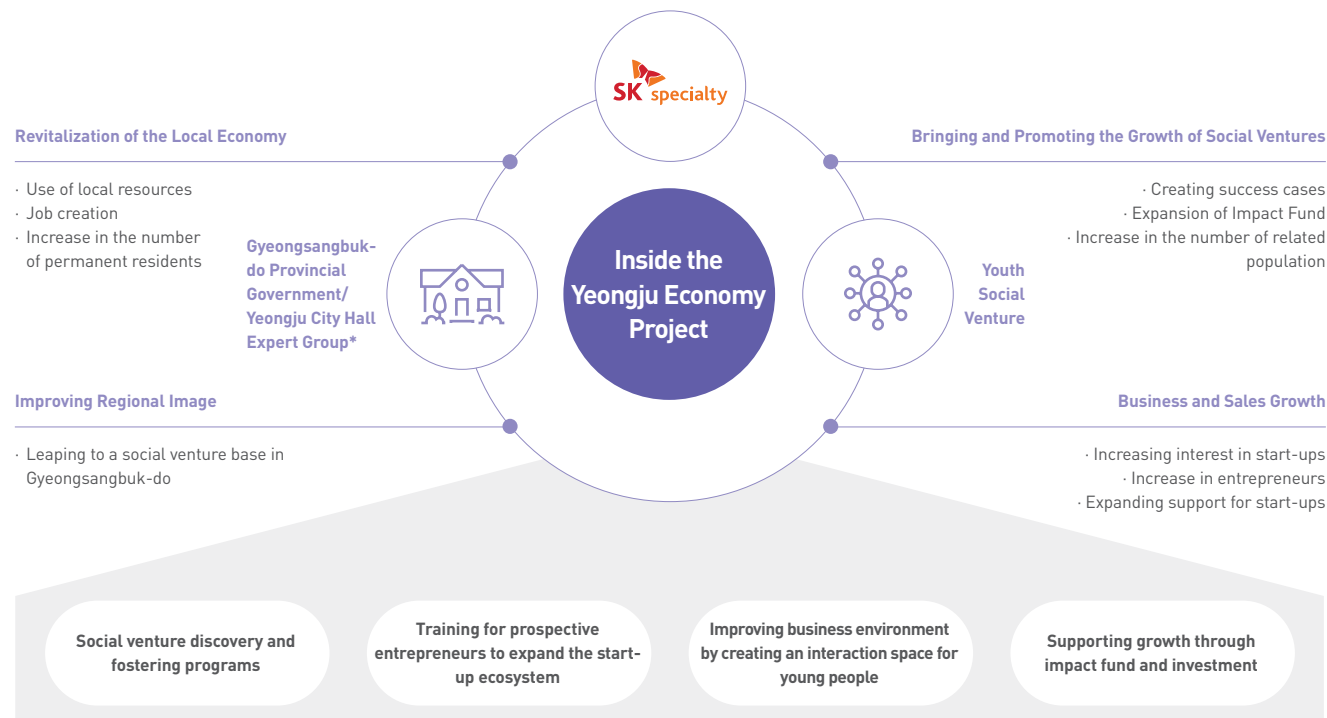 SK specialty
Revitalization of the Local Economy
· Use of local resources
· Job creation
· Increase in the number
of permanent residents
Gyeongsangbuk-
do Provincial
Government/
Yeongju City Hall
Expert Group*
Inside the
Yeongju Economy
Project
Bringing and Promoting the Growth of Social Ventures
· Creating success cases
· Expansion of Impact Fund
· Increase in the number of related
population
Youth
Social
Venture
Improving Regional Image
· Leaping to a social venture base in
Gyeongsangbuk-do
Business and Sales Growth
· Increasing interest in start-ups
· Increase in entrepreneurs
· Expanding support for start-ups
Social venture discovery and
fostering programs
Training for prospective
entrepreneurs to expand the start-
up ecosystem
Improving business environment
by creating an interaction space for
young people
Supporting growth through
impact fund and investment